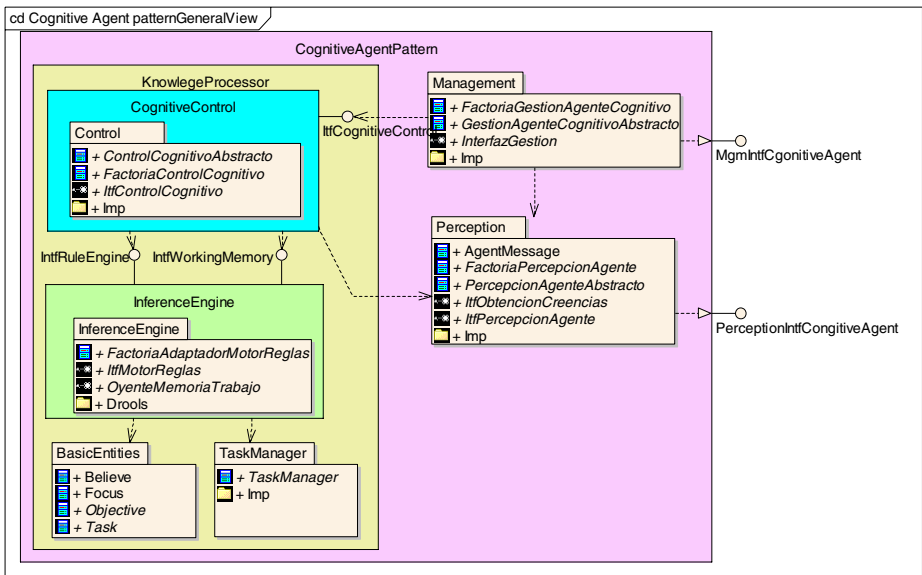 cd Cognitive Agent patternGeneralView
CognitiveAgentPattern
KnowlegeProcessor
CognitiveControl
Control
+ ControlCognitivoAbstracto
+ FactoriaControlCognitivo
+ ItfControlCognitivo
+ Imp
ItfCognitiveControl
Management
+ FactoriaGestionAgenteCognitivo
+ GestionAgenteCognitivoAbstracto
+ InterfazGestion
+ Imp
MgmIntfCgonitiveAgent
IntfRuleEngine
IntfWorkingMemory
Perception
+ AgentMessage
+ FactoriaPercepcionAgente
+ PercepcionAgenteAbstracto
+ ItfObtencionCreencias
+ ItfPercepcionAgente
+ Imp
PerceptionIntfCongitiveAgent
InferenceEngine
InferenceEngine
+ FactoriaAdaptadorMotorReglas
+ ItfMotorReglas
+ OyenteMemoriaTrabajo
+ Drools
BasicEntities
+ Believe
+ Focus
+ Objective
+ Task
TaskManager
+ TaskManager
+ Imp